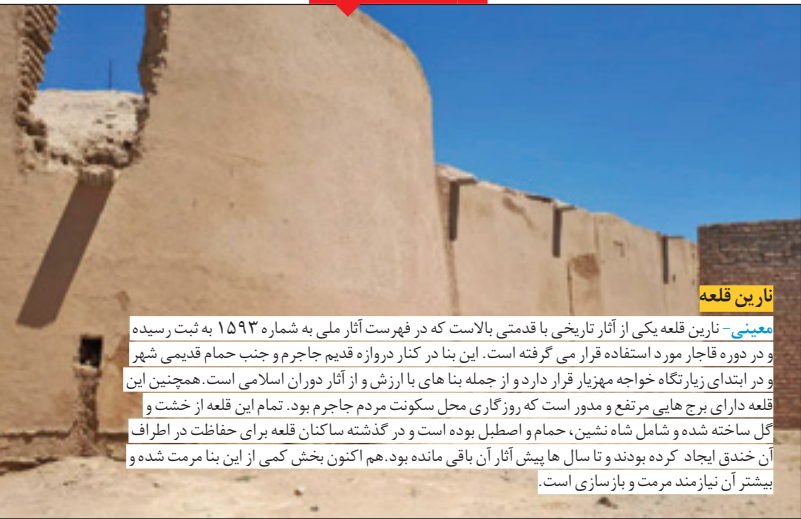 نارین قلعه
معینی- نارین قلعه یکی از آثار تاریخی با قدمتی بالاست که در فهرست آثار ملی به شماره ۱۵۹۳ به ثبت رسیده
و در دوره قاجار مورد استفاده قرار می گرفته است. این بنا در کنار دروازه قدیم جاجرم و جنب حمام قدیمی شهر
و در ابتدای زیارتگاه خواجه مهزیار قرار دارد و از جمله بنا های با ارزش و از آثار دوران اسلامی است. همچنین این
قلعه دارای برج هایی مرتفع و مدور است که روزگاری محل سکونت مردم جاجرم بود. تمام این قلعه از خشت و
گل ساخته شده و شامل شاه نشین، حمام و اصطبل بوده است و در گذشته ساکنان قلعه برای حفاظت در اطراف
آن خندق ایجاد کرده بودند و تا سال ها پیش آثار آن باقی مانده بود. هم اکنون بخش کمی از این بنا مرمت شده و
بیشتر آن نیازمند مرمت و بازسازی است.